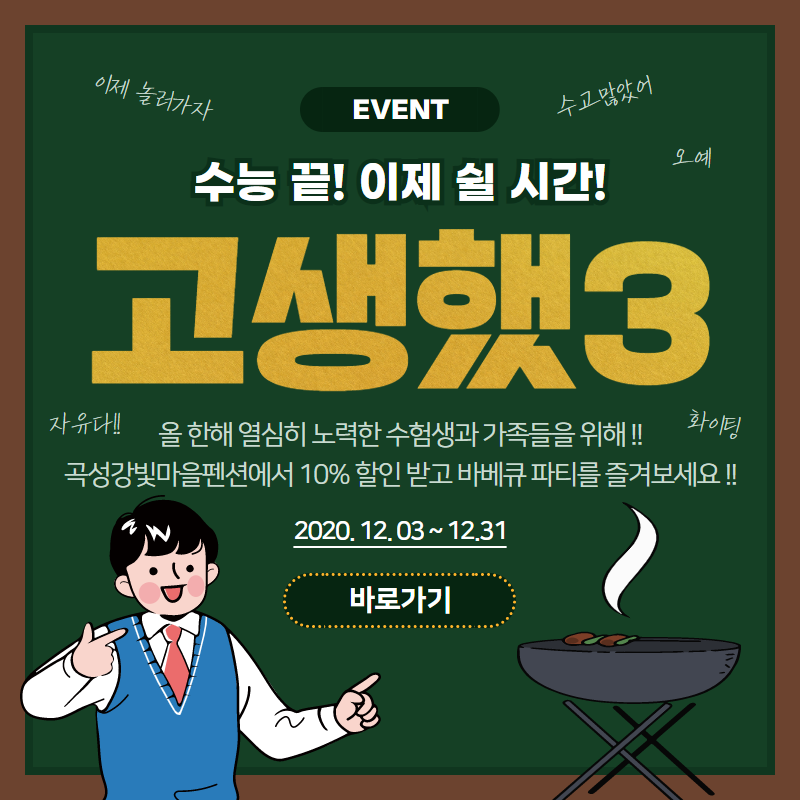 이제 놀러가자
수고많았어
EVENT
오예
수능 끝! 이제 쉴 시간!
고생했3
자유다!!
화이팅
올 한해 열심히 노력한 수험생과 가족들을 위해 !!
곡성강빛마을펜션에서 10% 할인 받고 바베큐 파티를 즐겨보세요 !!
2020. 12. 03 ~ 12.31
바로가기